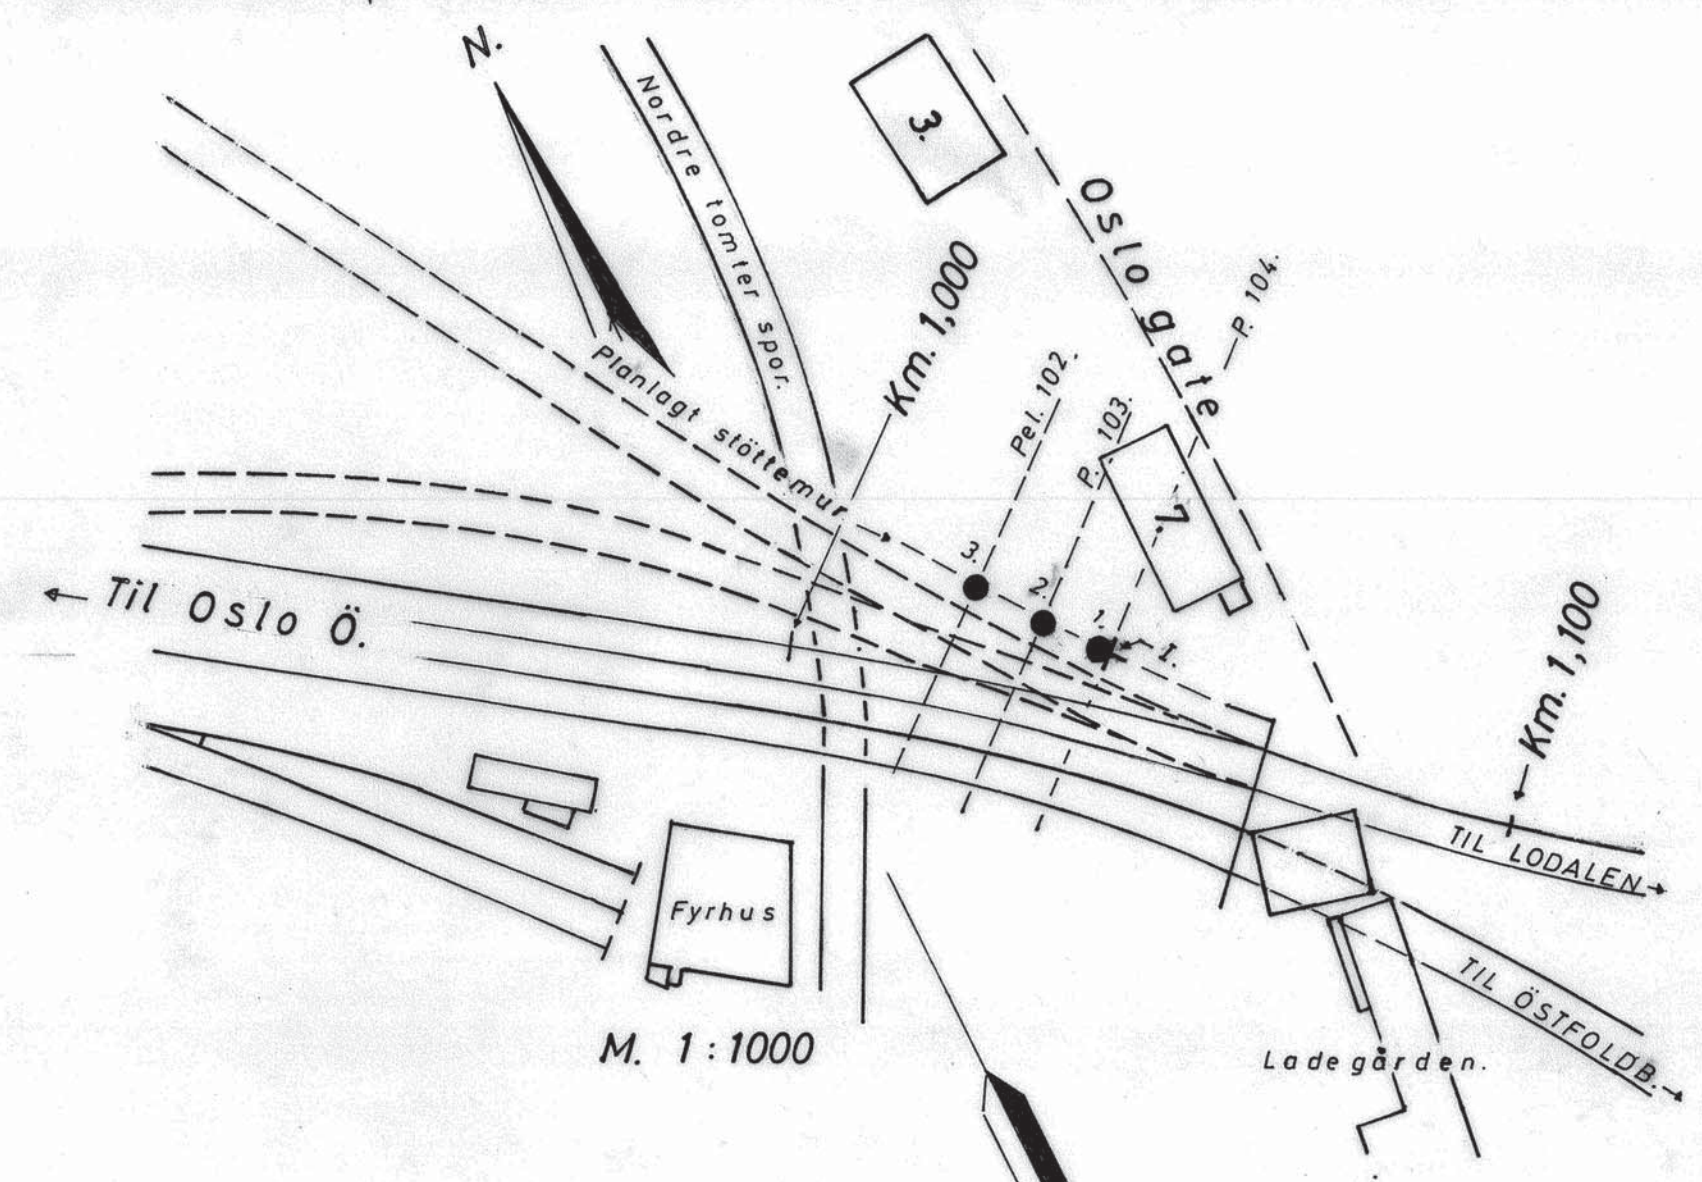 N.
Nordre tomter spor.
3.
Oslo gate
P. 104.
Km. 1,000
Planlagt stöttemur
Pel. 102.
P. 103.
7.
3.
2.
1.
I.
Til Oslo Ö.
Km. 1,100
TIL LODALEN
Fyrhus
TIL ÖSTFOLDB.
M. 1:1000
Ladegården.